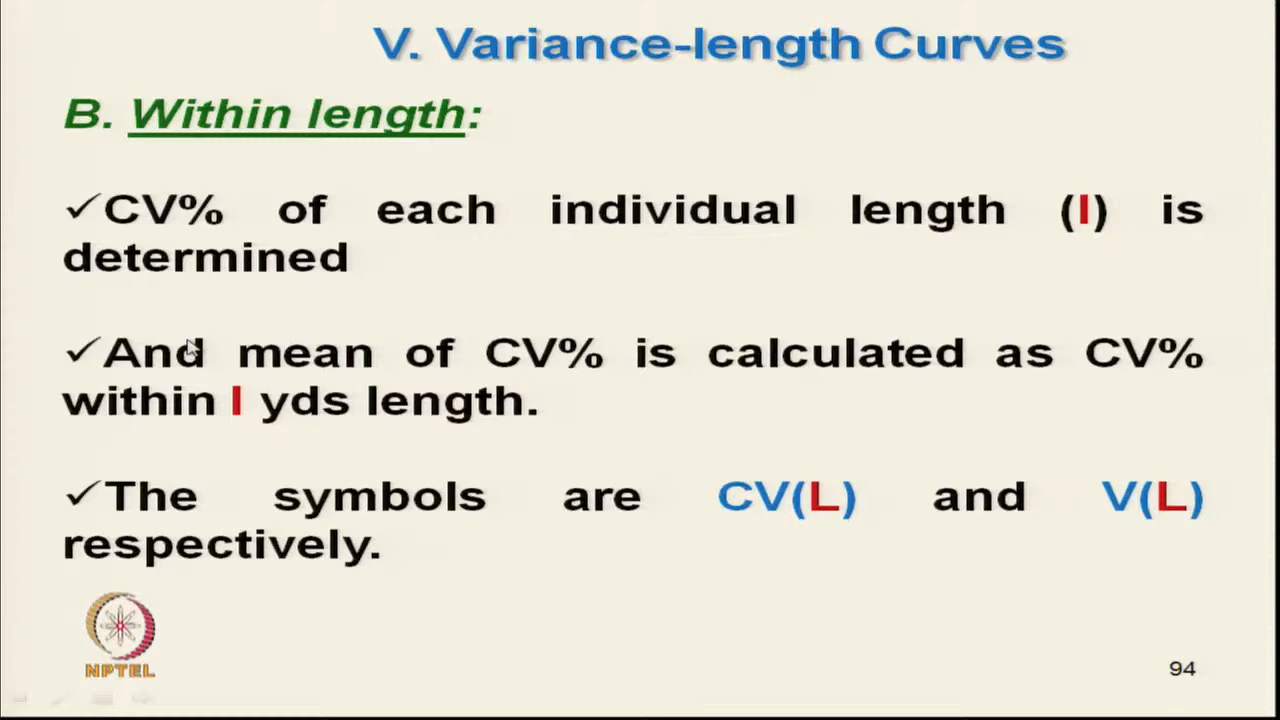 V. Variance-length Curves
B. Within length:
✓CV% of each individual length (l) is
determined
✓And mean of CV% is calculated as CV%
within l yds length.
✓The symbols are CV(L) and V(L)
respectively.
NPTEL
94